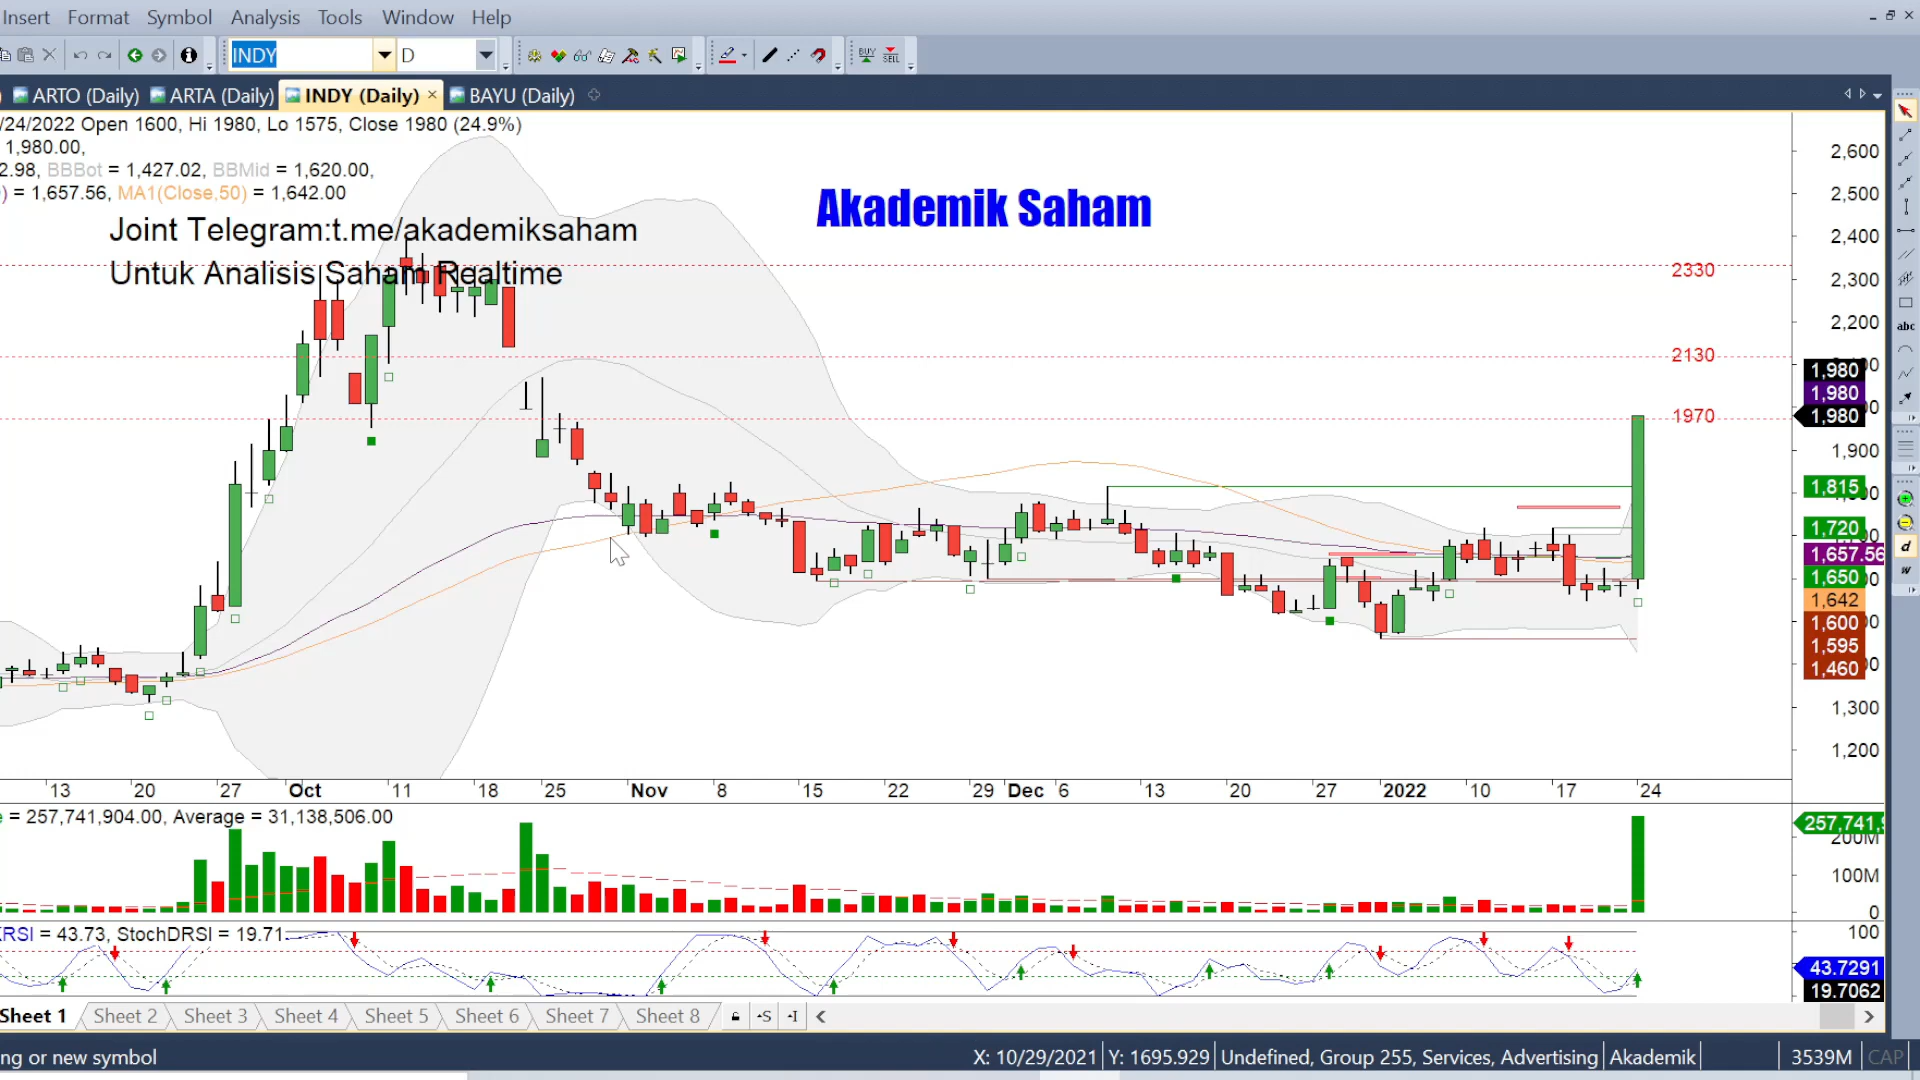 Insert Format Symbol Analysis Tools Window Help
INDY D BUY SELL
ARTO (Daily) ARTA (Daily) INDY (Daily) × BAYU (Daily)
/24/2022 Open 1600, Hi 1980, Lo 1575, Close 1980 (24.9%)
1,980.00,
2.98, BBBot = 1,427.02, BBMid = 1,620.00,
) = 1,657.56, MA1(Close,50) = 1,642.00
Joint Telegram:t.me/akademiksaham
Untuk Analisis Saham Realtime
Akademik Saham
2330
2130
1970
2,600
2,500
2,400
2,300
2,200
1,980
1,980
1,980
1,900
1,815
1,720
1,657.56
1,650
1,642
1,600
1,595
1,460
1,300
1,200
abc
d
w
13 20 27 Oct 11 18 25 Nov 8 15 22 29 Dec 6 13 20 27 2022 10 17 24
= 257,741,904.00, Average = 31,138,506.00
257,741,9
200M
100M
0
RSI = 43.73, StochDRSI = 19.71
100
43.7291
19.7062
Sheet 1 Sheet 2 Sheet 3 Sheet 4 Sheet 5 Sheet 6 Sheet 7 Sheet 8 S I
ng or new symbol X: 10/29/2021 Y: 1695.929 Undefined, Group 255, Services, Advertising Akademik 3539M CAP